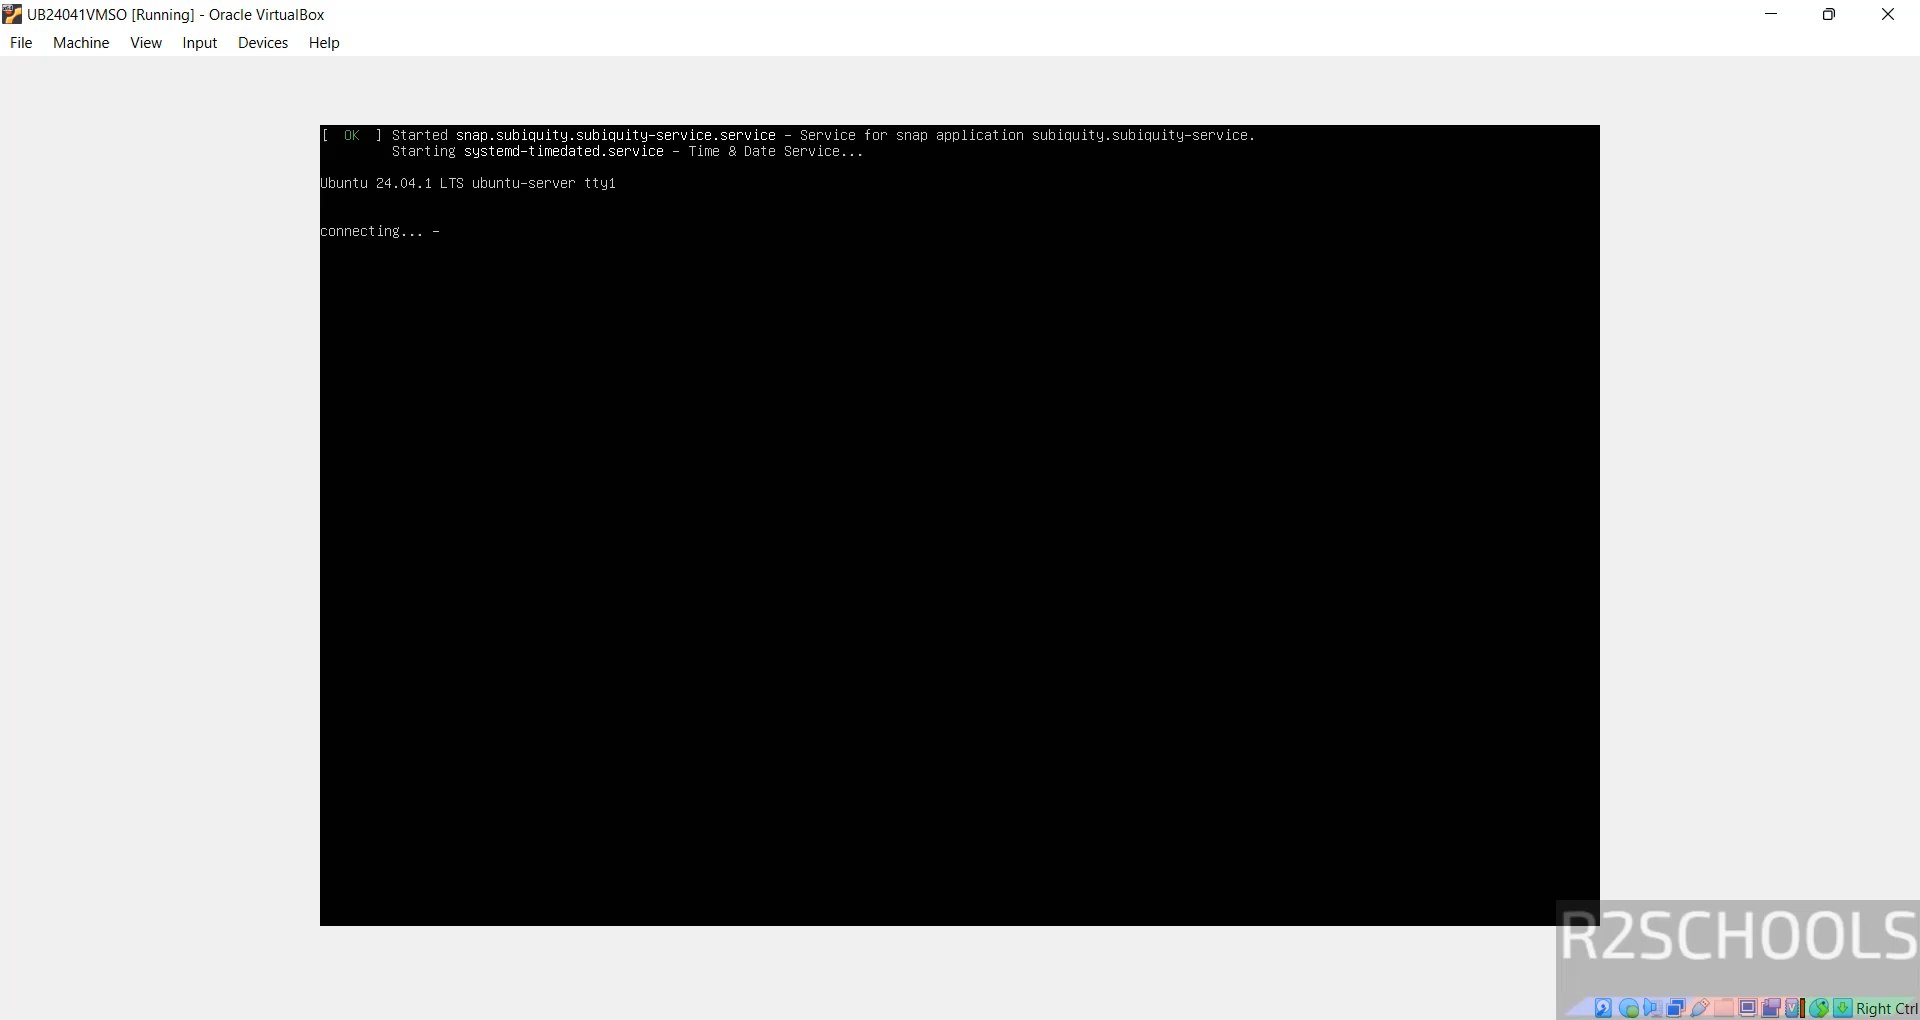 UB24041VMSO [Running] - Oracle VirtualBox
File Machine View Input Devices Help
[ OK ] Started snap.subiquity.subiquity-service.service - Service for snap application subiquity.subiquity-service.
Starting systemd-timedated.service - Time & Date Service...
Ubuntu 24.04.1 LTS ubuntu-server tty1
connecting... -
R2SCHOOLS
Right Ctrl